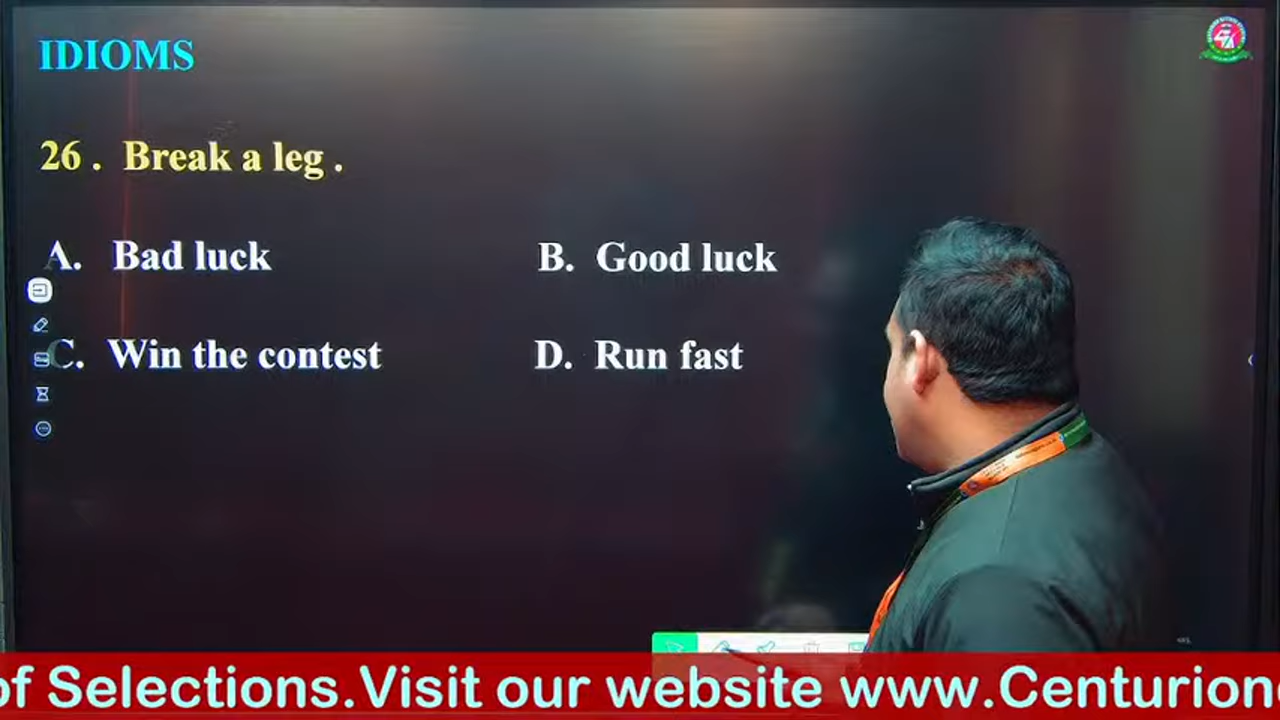 IDIOMS
26 . Break a leg .
A. Bad luck
B. Good luck
C. Win the contest
D. Run fast
of Selections.Visit our website www.Centurion